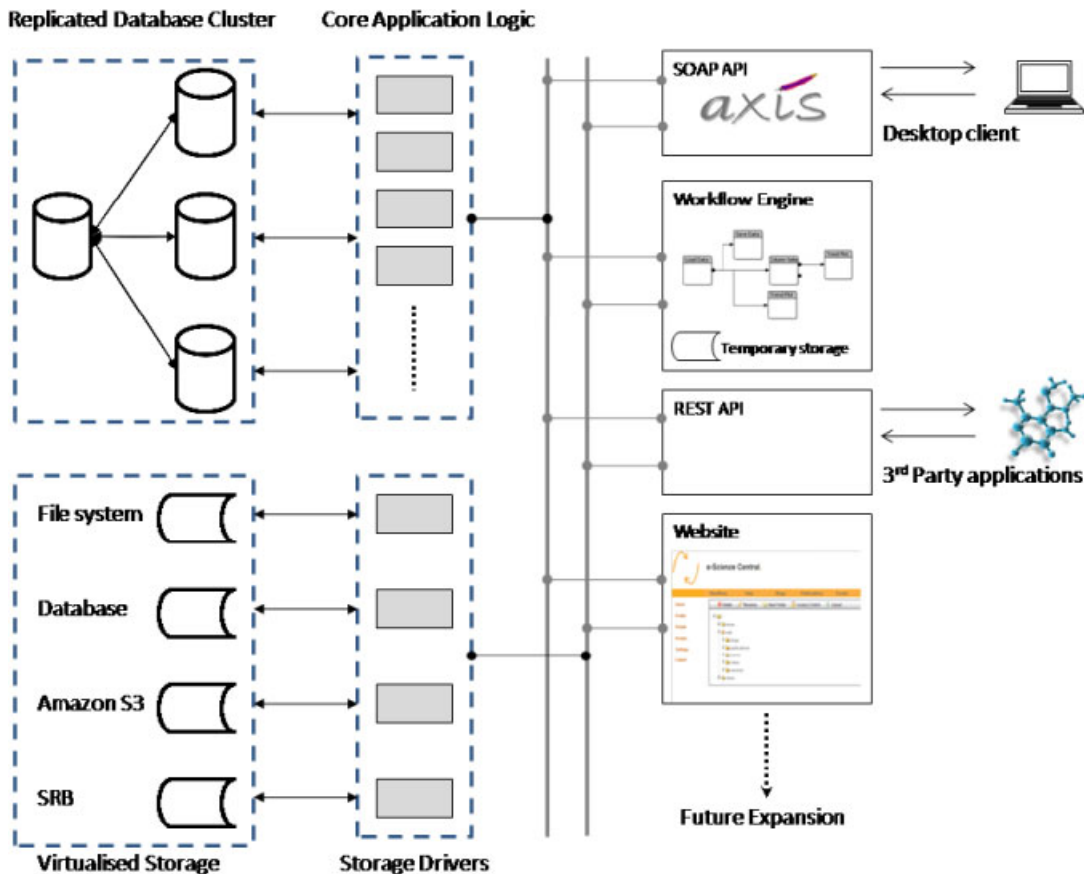 Replicated Database Cluster
Core Application Logic
SOAP API
axis
Desktop client
Workflow Engine
Temporary storage
REST API
3rd Party applications
File system
Database
Amazon S3
SRB
Virtualised Storage
Storage Drivers
Website
e-Science Central
Future Expansion